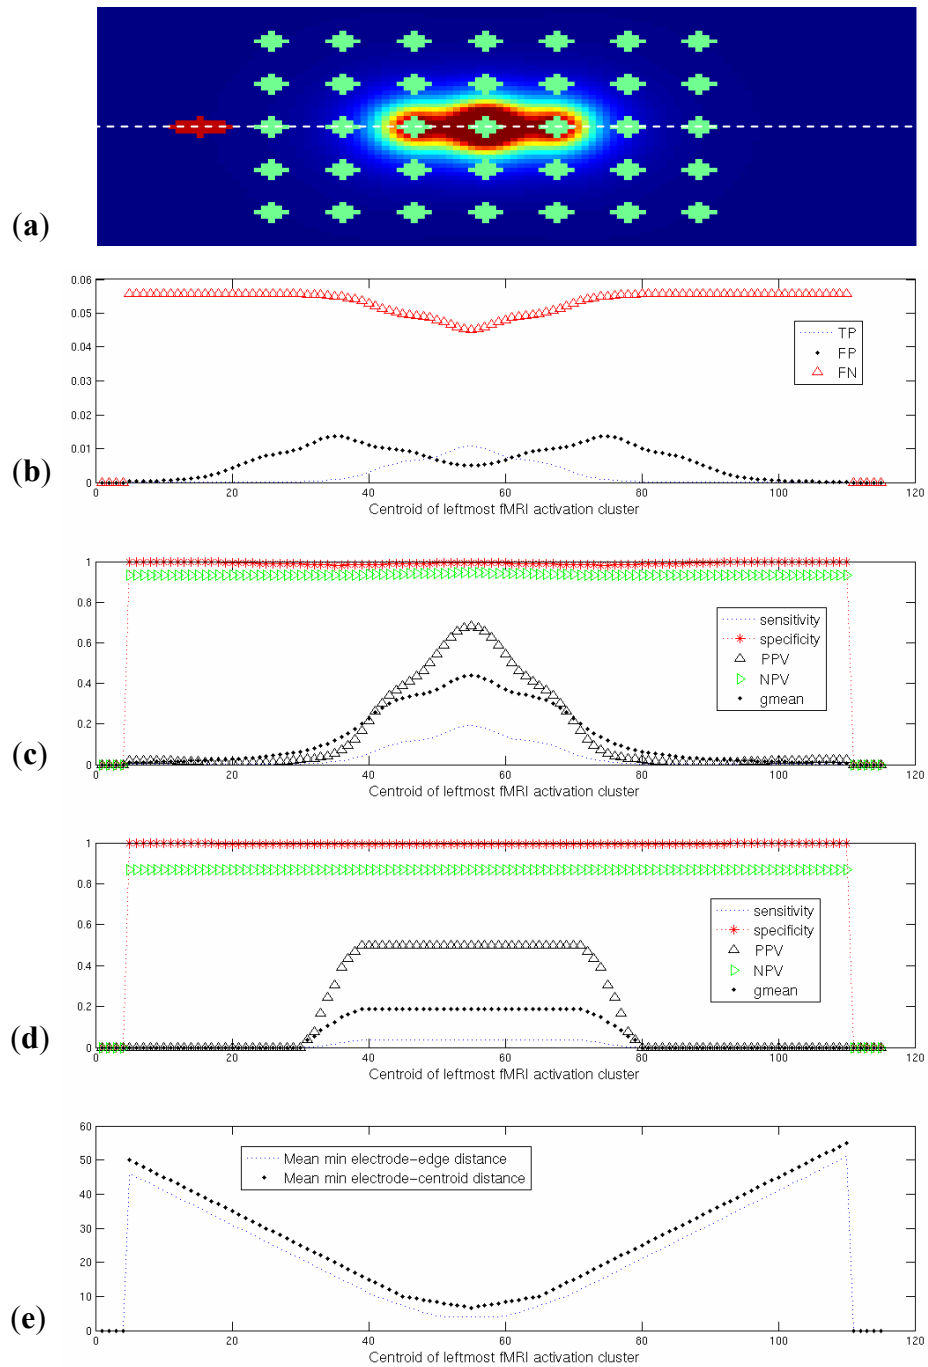 (a)
0.06
0.05
0.04
0.03
0.02
0.01
0
TP
FP
FN
(b)
0 20 40 60 80 100 120
Centroid of leftmost fMRI activation cluster
1
0.8
0.6
0.4
0.2
0
sensitivity
specificity
PPV
NPV
gmean
(c)
0 20 40 60 80 100 120
Centroid of leftmost fMRI activation cluster
1
0.8
0.6
0.4
0.2
0
sensitivity
specificity
PPV
NPV
gmean
(d)
0 20 40 60 80 100 120
Centroid of leftmost fMRI activation cluster
60
50
40
30
20
10
0
Mean min electrode-edge distance
Mean min electrode-centroid distance
(e)
0 20 40 60 80 100 120
Centroid of leftmost fMRI activation cluster